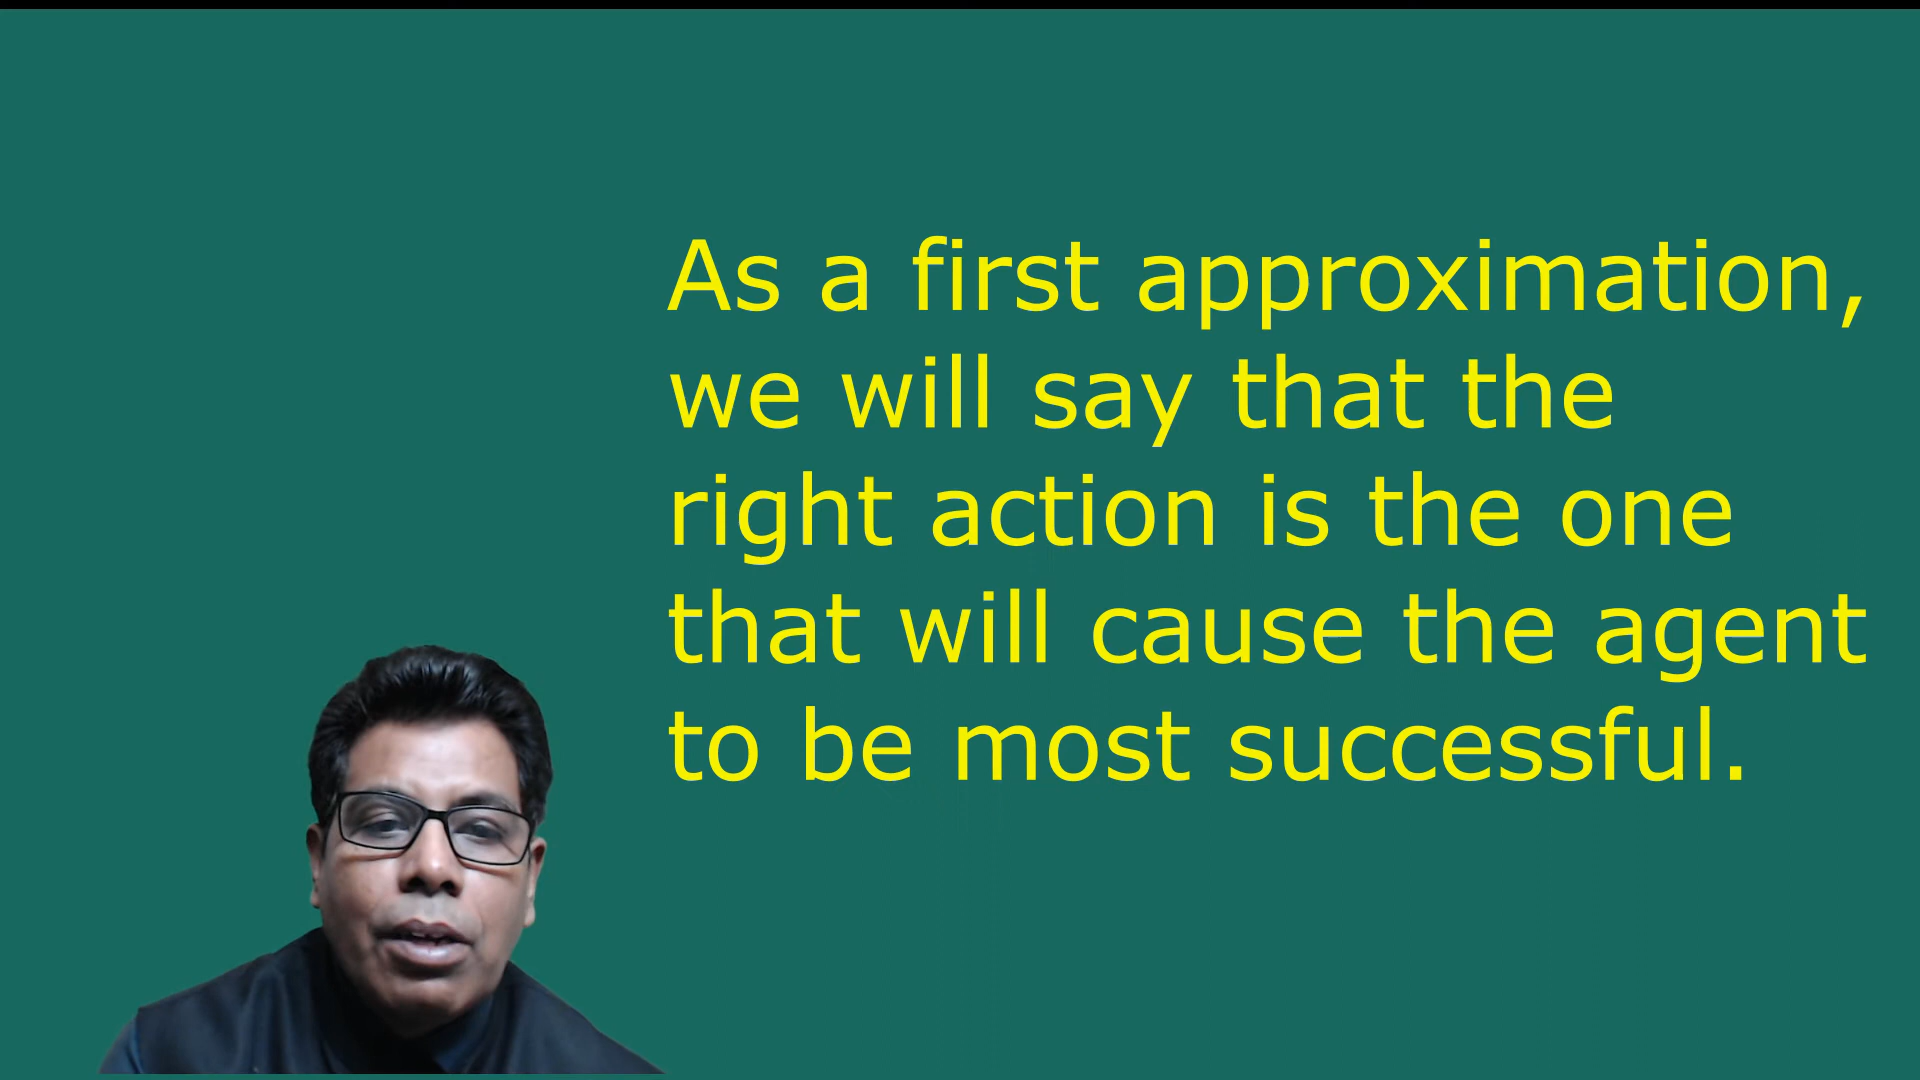 As a first approximation,
we will say that the
right action is the one
that will cause the agent
to be most successful.